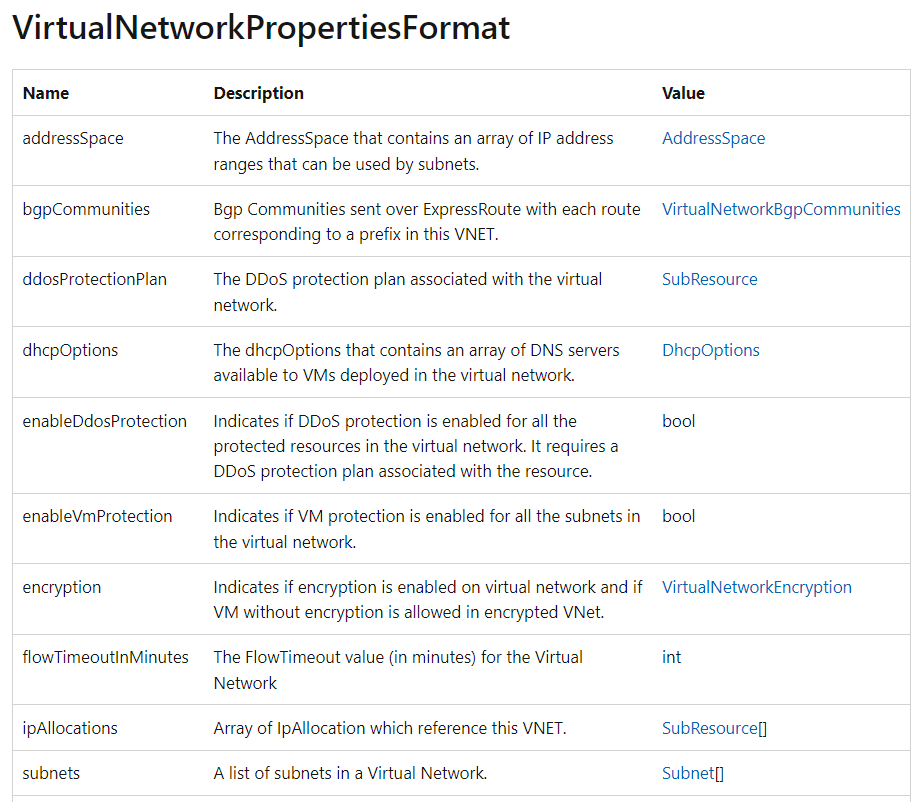 VirtualNetworkPropertiesFormat
Name Description Value
addressSpace The AddressSpace that contains an array of IP address AddressSpace
ranges that can be used by subnets.
bgpCommunities Bgp Communities sent over ExpressRoute with each route VirtualNetworkBgpCommunities
corresponding to a prefix in this VNET.
ddosProtectionPlan The DDoS protection plan associated with the virtual SubResource
network.
dhcpOptions The dhcpOptions that contains an array of DNS servers DhcpOptions
available to VMs deployed in the virtual network.
enableDdosProtection Indicates if DDoS protection is enabled for all the bool
protected resources in the virtual network. It requires a
DDoS protection plan associated with the resource.
enableVmProtection Indicates if VM protection is enabled for all the subnets in bool
the virtual network.
encryption Indicates if encryption is enabled on virtual network and if VirtualNetworkEncryption
VM without encryption is allowed in encrypted VNet.
flowTimeoutInMinutes The FlowTimeout value (in minutes) for the Virtual int
Network
ipAllocations Array of IpAllocation which reference this VNET. SubResource[]
subnets A list of subnets in a Virtual Network. Subnet[]